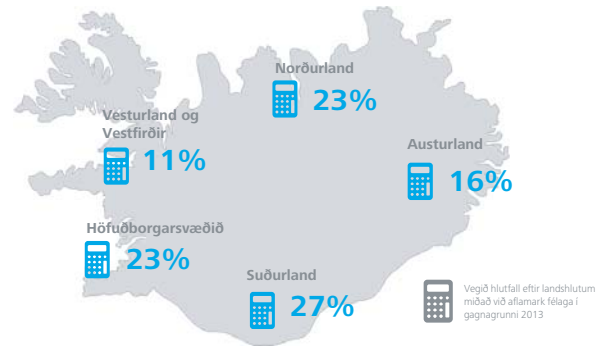 Norðurland
23%
Vesturland og
Vestfirðir
11%
Austurland
16%
Höfuðborgarsvæðið
23%
Suðurland
27%
Vegið hlutfall eftir landshlutum
miðað við aflamark félaga í
gagnagrunni 2013